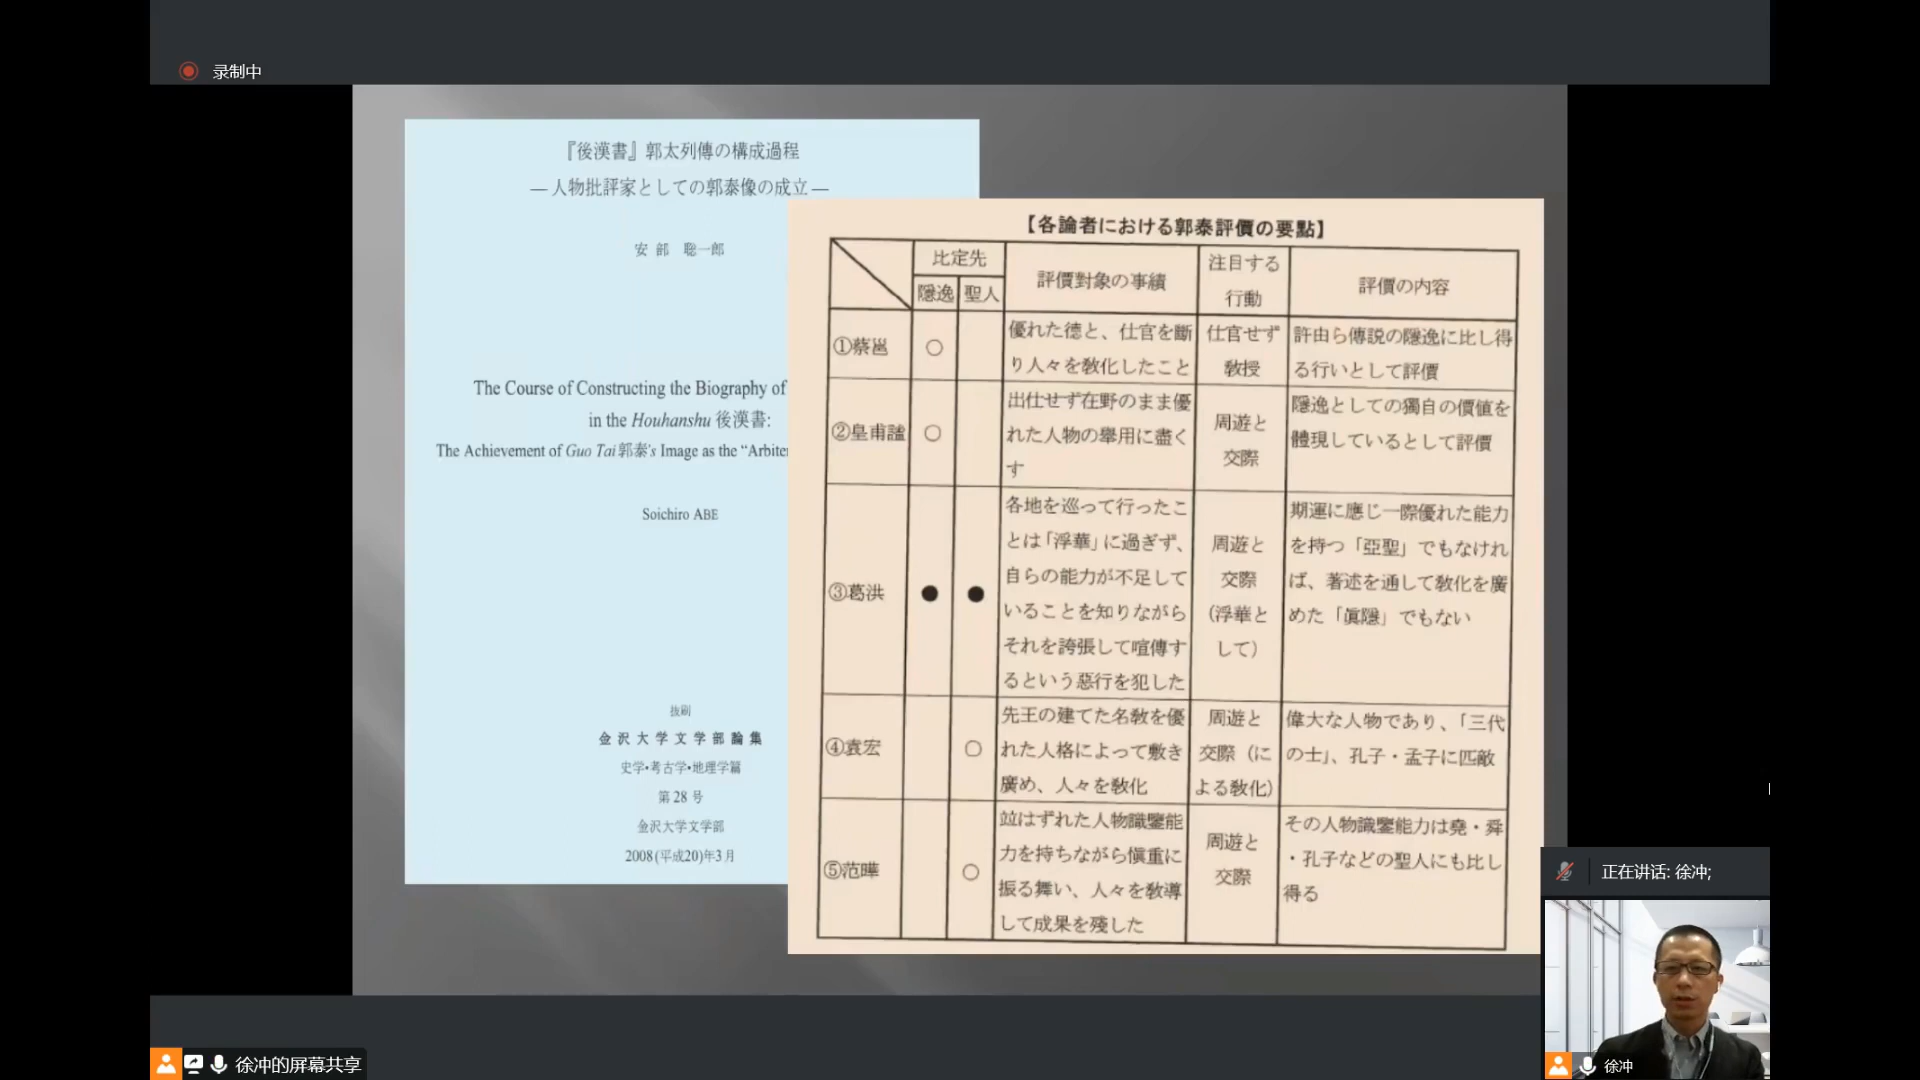 录制中
『後漢書』郭太列傳の構成過程
― 人物批評家としての郭泰像の成立 ―
安 部 聡一郎
The Course of Constructing the Biography of
in the Houhanshu 後漢書:
The Achievement of Guo Tai郭泰's Image as the “Arbiter
Soichiro ABE
抜刷
金 沢 大 学 文 学 部 論 集
史学・考古学・地理学篇
第 28 号
金沢大学文学部
2008(平成20)年3月
【各論者における郭泰評價の要點】
比定先
隱逸
聖人
評價對象の事績
注目する
行動
評價の内容
①蔡邕
○
優れた徳と、仕官を斷
り人々を敎化したこと
仕官せず
敎授
許由ら傳説の隱逸に比し得
る行いとして評價
②皇甫謐
○
出仕せず在野のまま優
れた人物の擧用に盡く
す
周遊と
交際
隱逸としての獨自の價値を
體現しているとして評價
③葛洪
●
●
各地を巡って行ったこ
とは「浮華」に過ぎず、
自らの能力が不足して
いることを知りながら
それを誇張して喧傳す
るという惡行を犯した
周遊と
交際
（浮華と
して）
期運に應じ一際優れた能力
を持つ「亞聖」でもなけれ
ば、著述を通して敎化を廣
めた「眞隱」でもない
④袁宏
○
先王の建てた名敎を優
れた人格によって敷き
廣め、人々を敎化
周遊と
交際（に
よる敎化）
偉大な人物であり、「三代
の士」、孔子・孟子に匹敵
⑤范曄
○
竝はずれた人物識鑒能
力を持ちながら愼重に
振る舞い、人々を敎導
して成果を殘した
周遊と
交際
その人物識鑒能力は堯・舜
・孔子などの聖人にも比し
得る
正在讲话: 徐冲;
徐冲
徐冲的屏幕共享